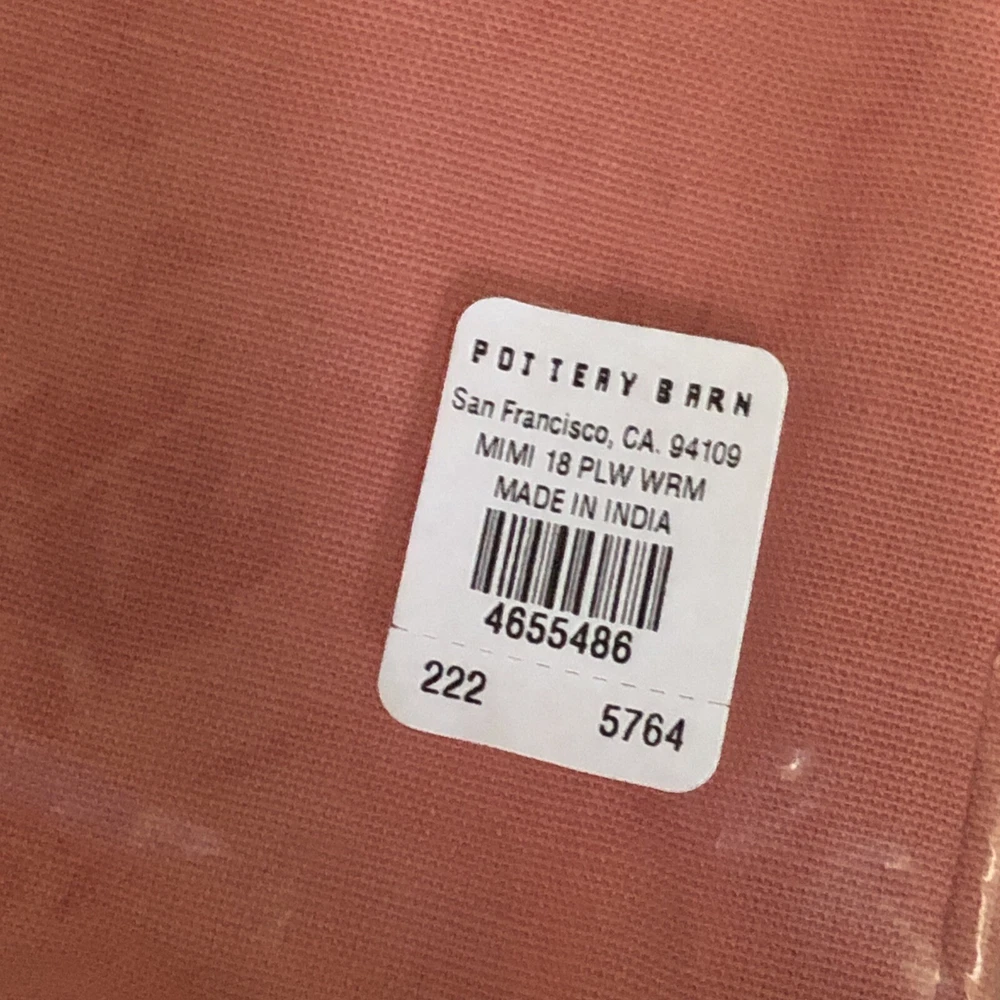 POTTERY BARN
San Francisco, CA. 94109
MIMI 18 PLW WRM
MADE IN INDIA
4655486
222 5764